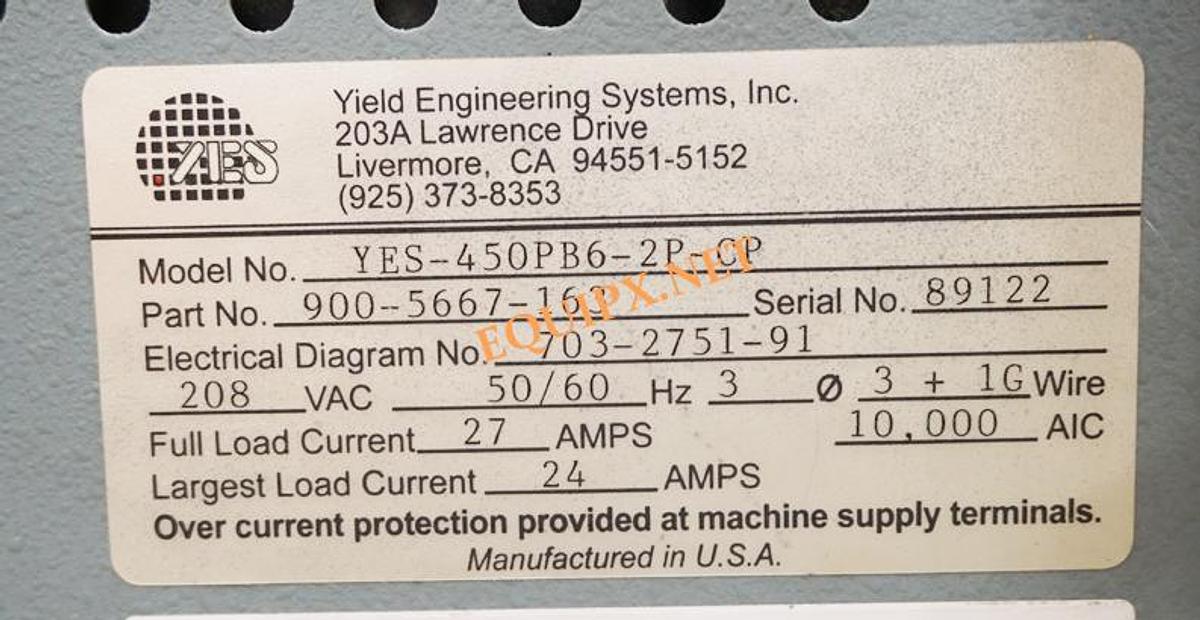 YES
Yield Engineering Systems, Inc.
203A Lawrence Drive
Livermore, CA 94551-5152
(925) 373-8353
Model No. YES-450PB6-2P-CP
Part No. 900-5667-163 Serial No. 89122
Electrical Diagram No. 703-2751-91
208 VAC 50/60 Hz 3 Ø 3 + 1G Wire
Full Load Current 27 AMPS 10,000 AIC
Largest Load Current 24 AMPS
Over current protection provided at machine supply terminals.
Manufactured in U.S.A.
EQUIPX.NET